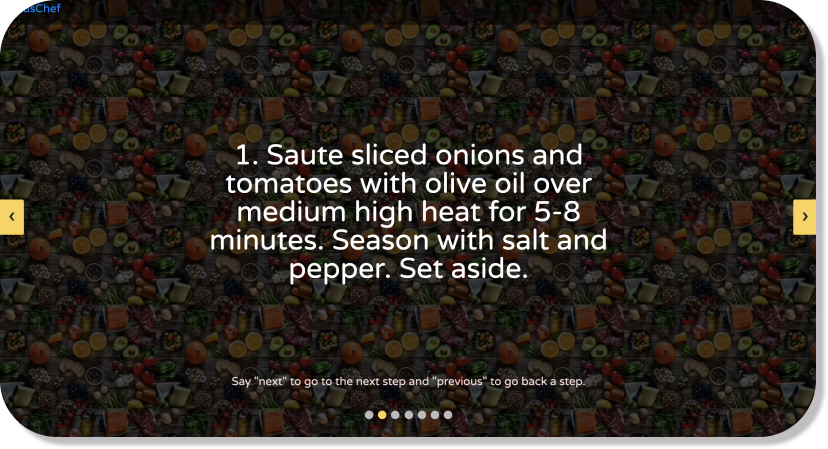 1. Saute sliced onions and
tomatoes with olive oil over
medium high heat for 5-8
minutes. Season with salt and
pepper. Set aside.
Say "next" to go to the next step and "previous" to go back a step.